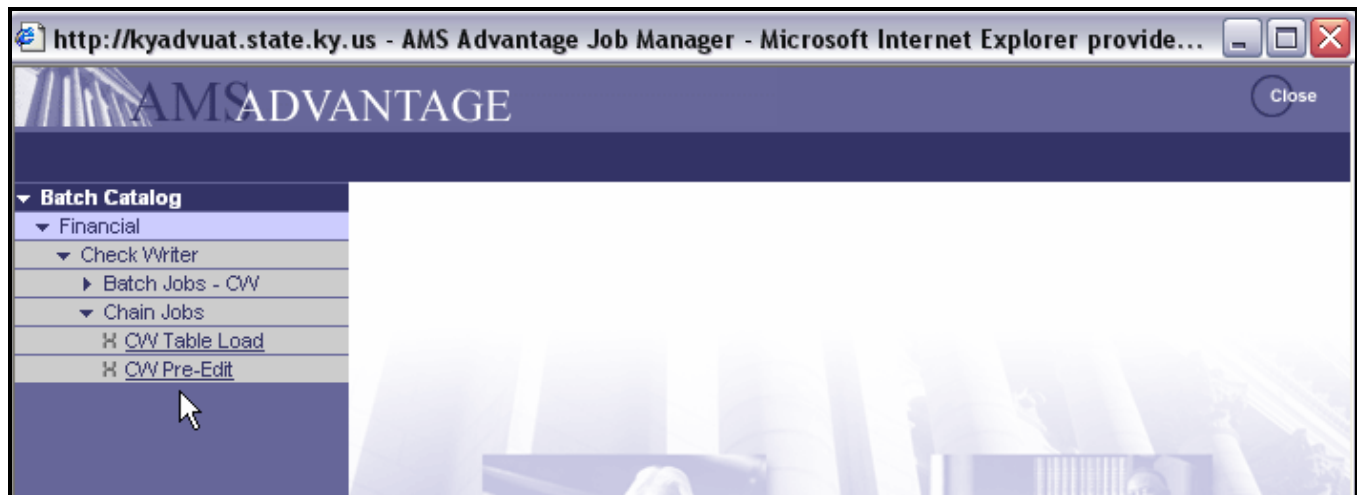 http://kyadvuat.state.ky.us - AMS Advantage Job Manager - Microsoft Internet Explorer provide...
AMSADVANTAGE
Close
Batch Catalog
Financial
Check Writer
Batch Jobs - CW
Chain Jobs
CW Table Load
CW Pre-Edit